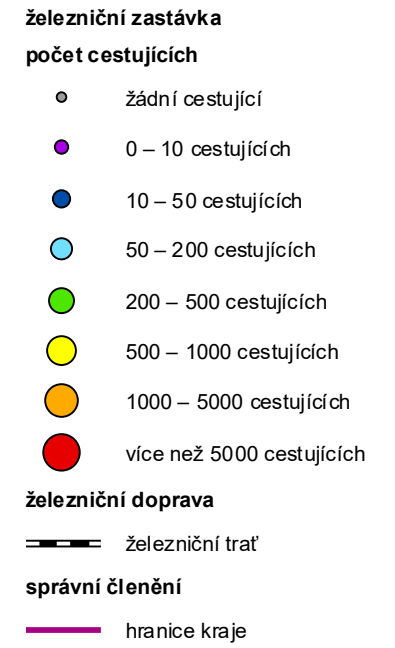 železniční zastávka
počet cestujících
žádní cestující
0 – 10 cestujících
10 – 50 cestujících
50 – 200 cestujících
200 – 500 cestujících
500 – 1000 cestujících
1000 – 5000 cestujících
více než 5000 cestujících
železniční doprava
železniční trať
správní členění
hranice kraje